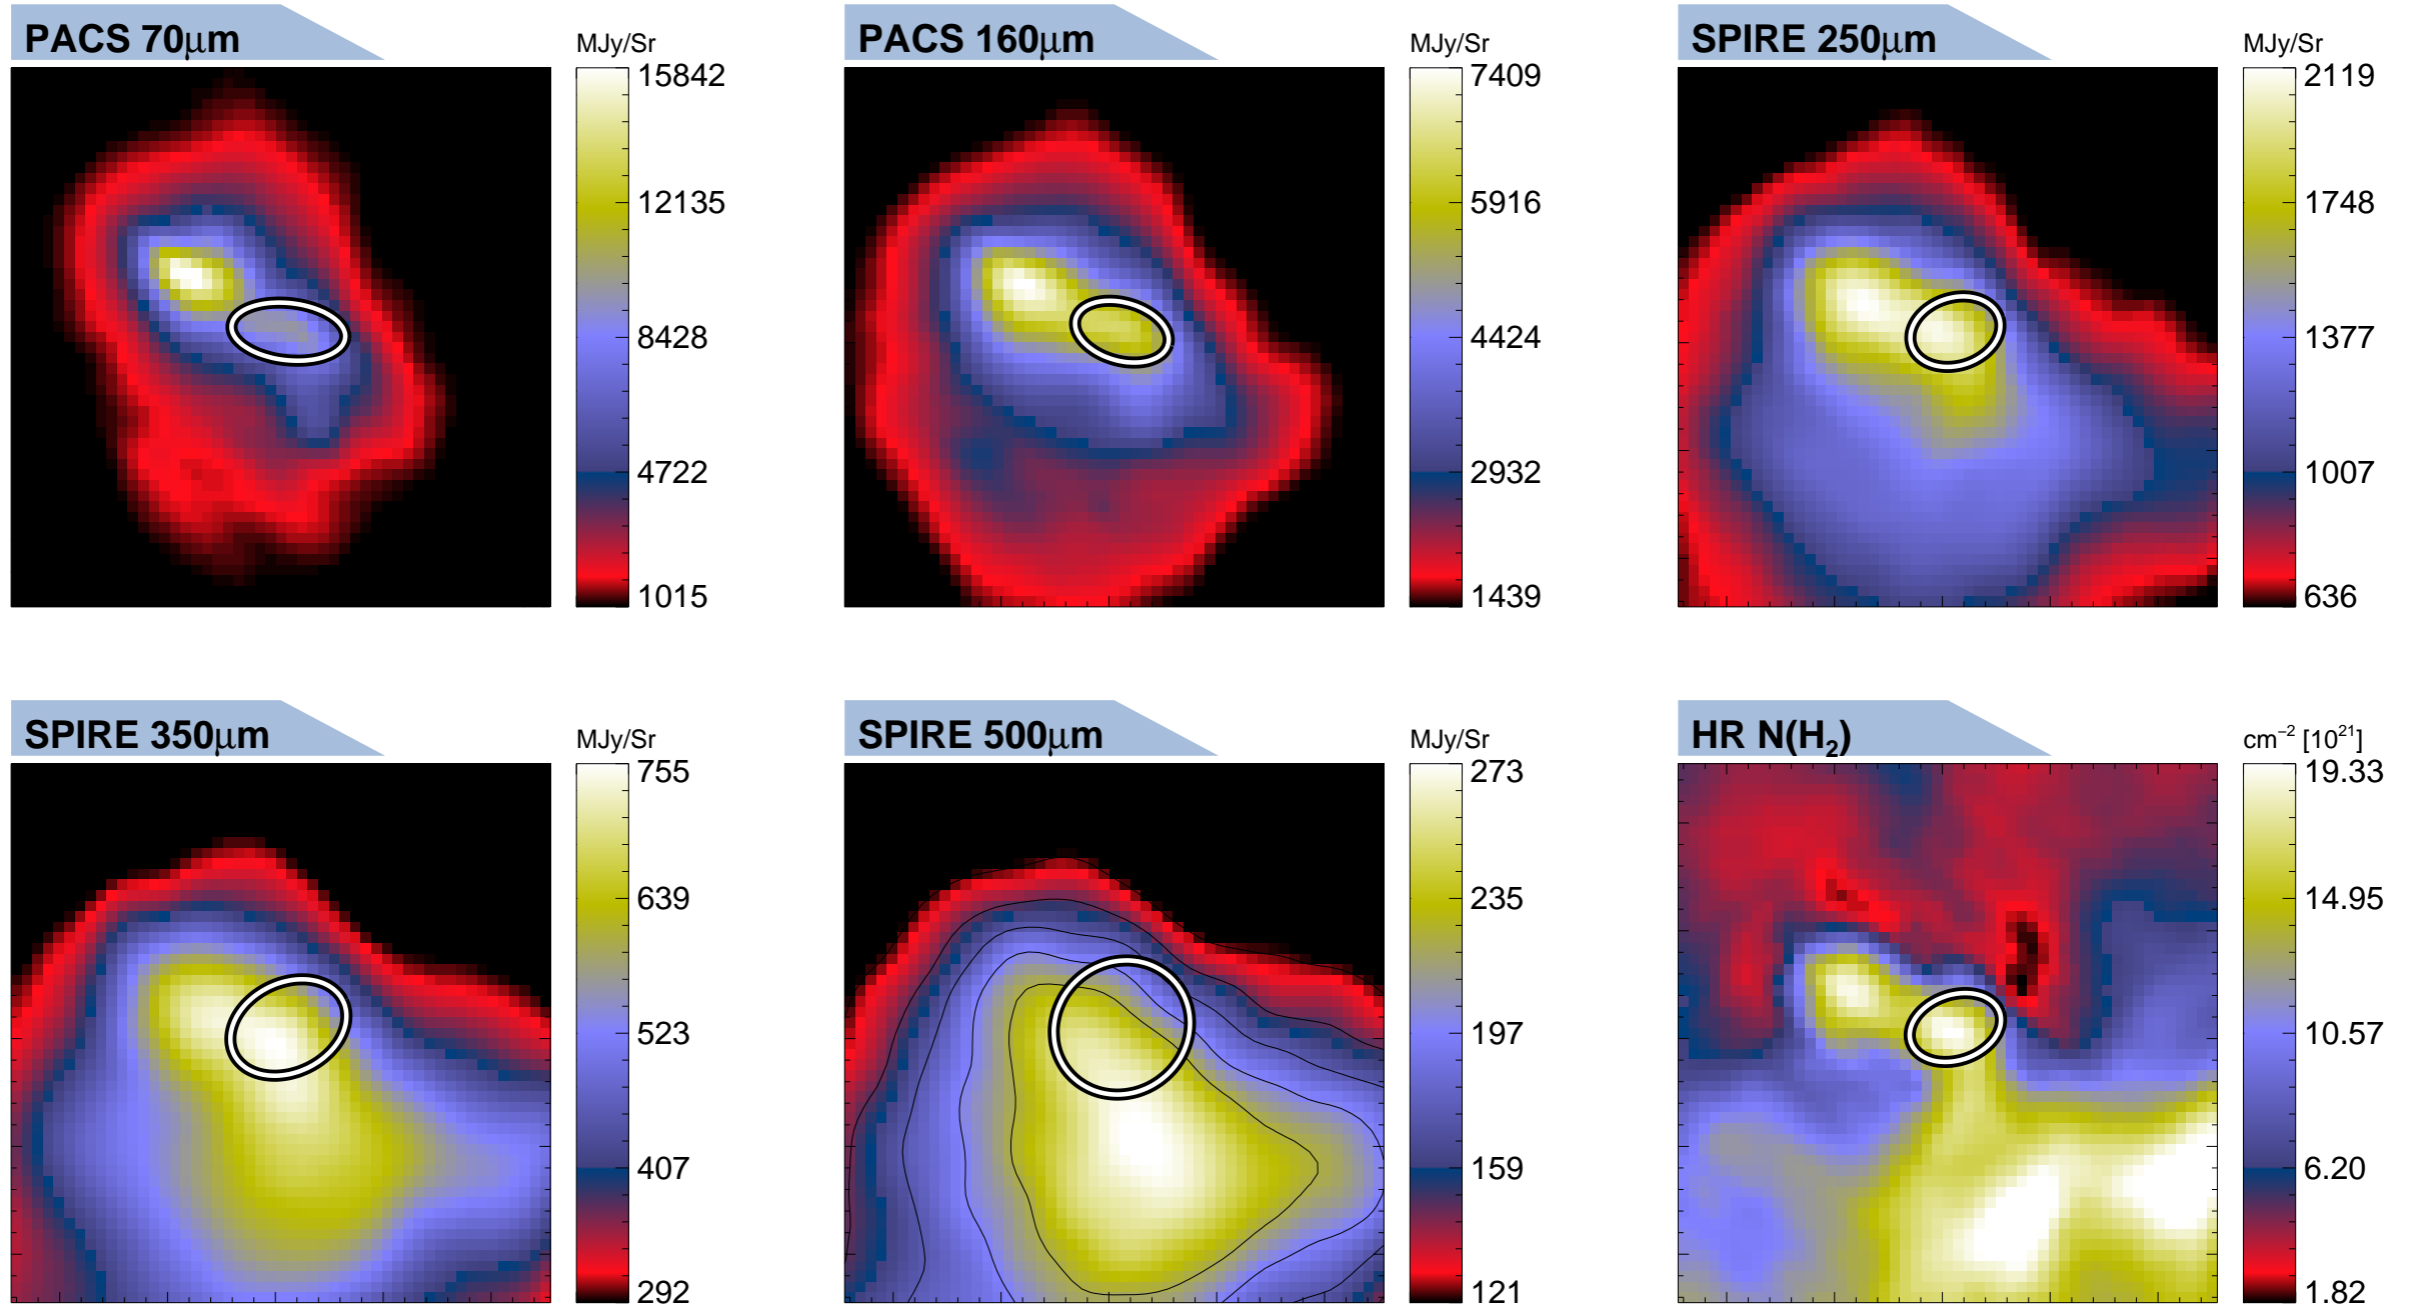 PACS 70μm
MJy/Sr
15842
12135
8428
4722
1015
PACS 160μm
MJy/Sr
7409
5916
4424
2932
1439
SPIRE 250μm
MJy/Sr
2119
1748
1377
1007
636
SPIRE 350μm
MJy/Sr
755
639
523
407
292
SPIRE 500μm
MJy/Sr
273
235
197
159
121
HR N(H₂)
cm⁻² [10²¹]
19.33
14.95
10.57
6.20
1.82